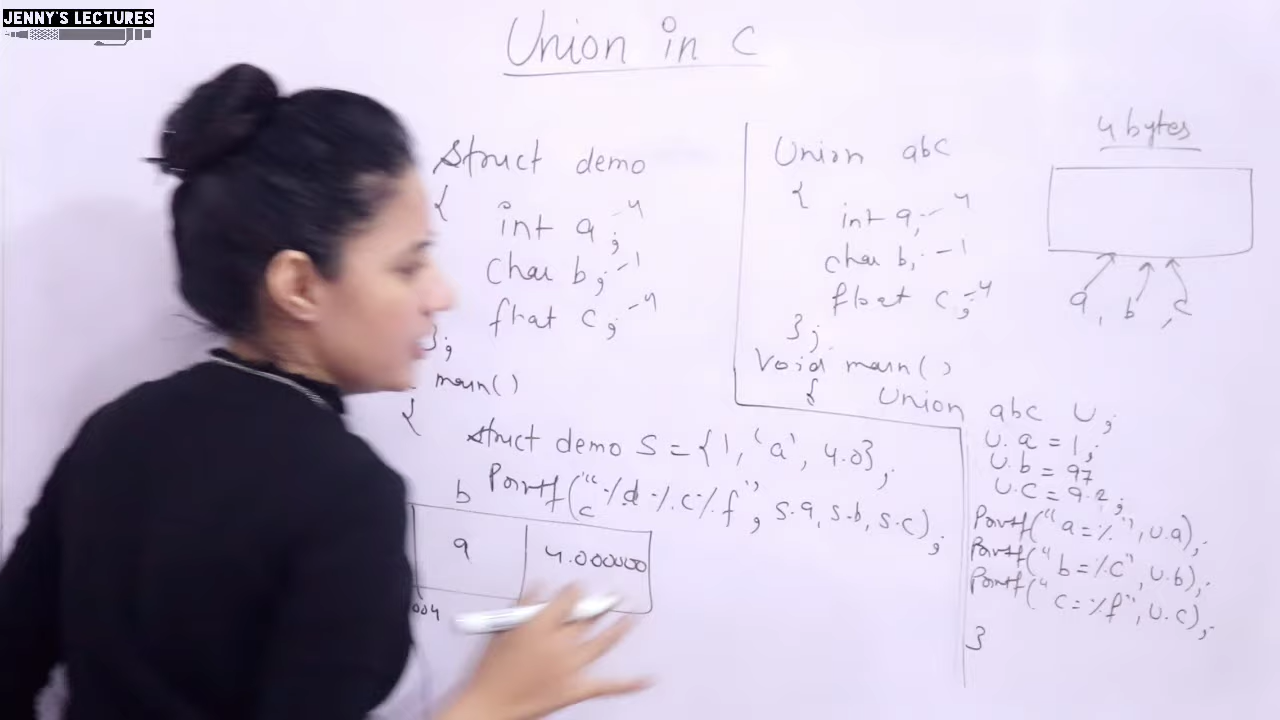 JENNY'S LECTURES
Union in C
Struct demo
{
int a; - 4
char b; - 1
float c; - 4
};
main()
{
Struct demo S = {1, 'a', 4.0};
Printf("%d %c %f", s.a, s.b, s.c);
b c
a 4.000000
004
Union abc
{
int a; - 4
char b; - 1
float c; - 4
};
Void main()
{ Union abc U;
U.a = 1;
U.b = 97
U.c = 9.2;
Printf("a=%", U.a);
Printf("b=%c", U.b);
Printf("c=%f", U.c);
}
4 bytes
a, b, c